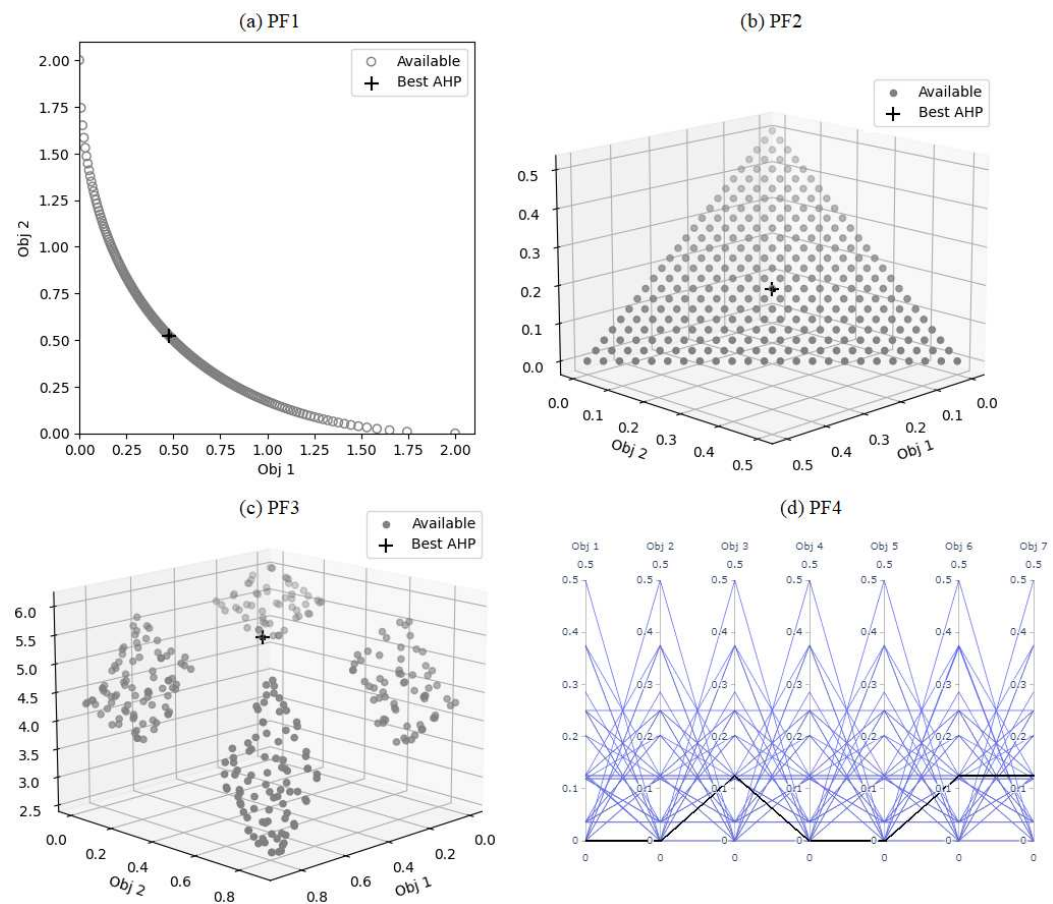 (a) PF1
Available
Best AHP
2.00
1.75
1.50
1.25
1.00
0.75
0.50
0.25
0.00
Obj 2
0.00 0.25 0.50 0.75 1.00 1.25 1.50 1.75 2.00
Obj 1
(b) PF2
Available
Best AHP
0.5
0.4
0.3
0.2
0.1
0.0
0.0 0.1 0.2 0.3 0.4 0.5
Obj 2
0.5 0.4 0.3 0.2 0.1 0.0
Obj 1
(c) PF3
Available
Best AHP
6.0
5.5
5.0
4.5
4.0
3.5
3.0
2.5
0.0 0.2 0.4 0.6 0.8
Obj 2
0.8 0.6 0.4 0.2 0.0
Obj 1
(d) PF4
Obj 1 Obj 2 Obj 3 Obj 4 Obj 5 Obj 6 Obj 7
0.5 0.5 0.5 0.5 0.5 0.5 0.5
0.5 0.5 0.5 0.5 0.5 0.5 0.5
0.4 0.4 0.4 0.4 0.4 0.4 0.4
0.3 0.3 0.3 0.3 0.3 0.3 0.3
0.2 0.2 0.2 0.2 0.2 0.2 0.2
0.1 0.1 0.1 0.1 0.1 0.1 0.1
0 0 0 0 0 0 0
0 0 0 0 0 0 0